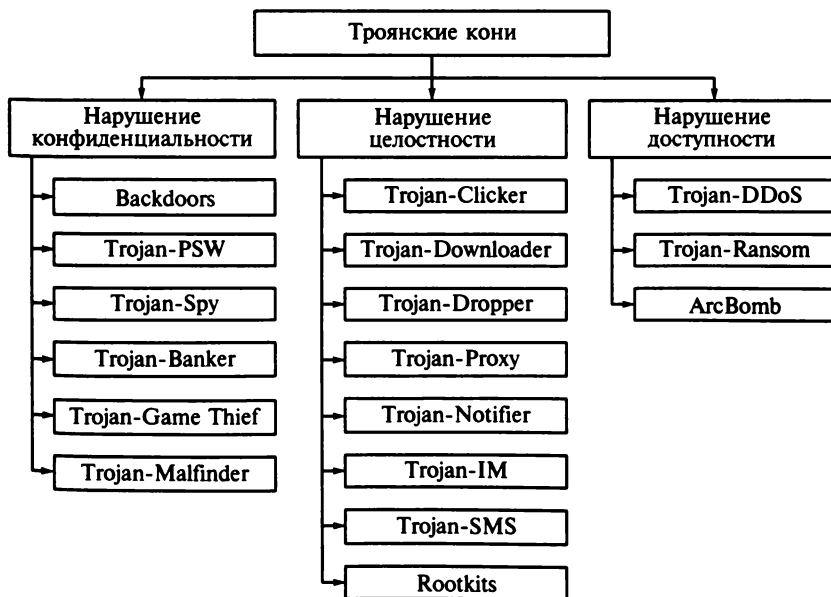 Троянские кони
Нарушение
конфиденциальности
Backdoors
Trojan-PSW
Trojan-Spy
Trojan-Banker
Trojan-Game Thief
Trojan-Malfinder
Нарушение
целостности
Trojan-Clicker
Trojan-Downloader
Trojan-Dropper
Trojan-Proxy
Trojan-Notifier
Trojan-IM
Trojan-SMS
Rootkits
Нарушение
доступности
Trojan-DDoS
Trojan-Ransom
ArcBomb